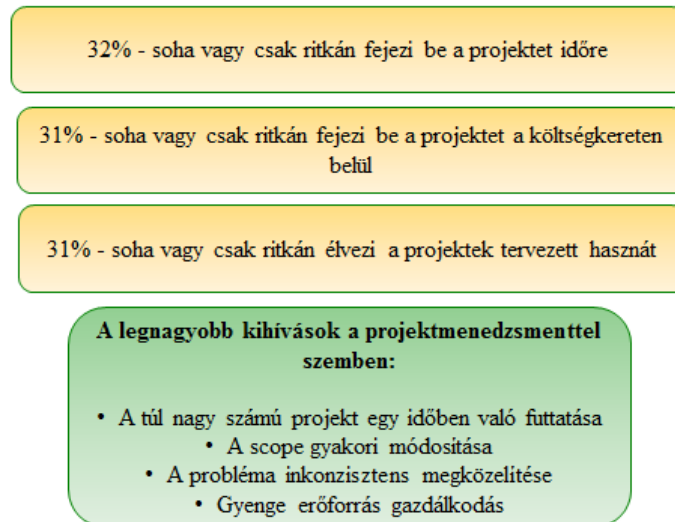 32% - soha vagy csak ritkán fejezi be a projektet időre
31% - soha vagy csak ritkán fejezi be a projektet a költségkereten
belül
31% - soha vagy csak ritkán élvezi a projektek tervezett hasznát
A legnagyobb kihívások a projektmenedzsmenttel
szemben:
• A túl nagy számú projekt egy időben való futtatása
• A scope gyakori módosítása
• A probléma inkonzisztens megközelítése
• Gyenge erőforrás gazdálkodás